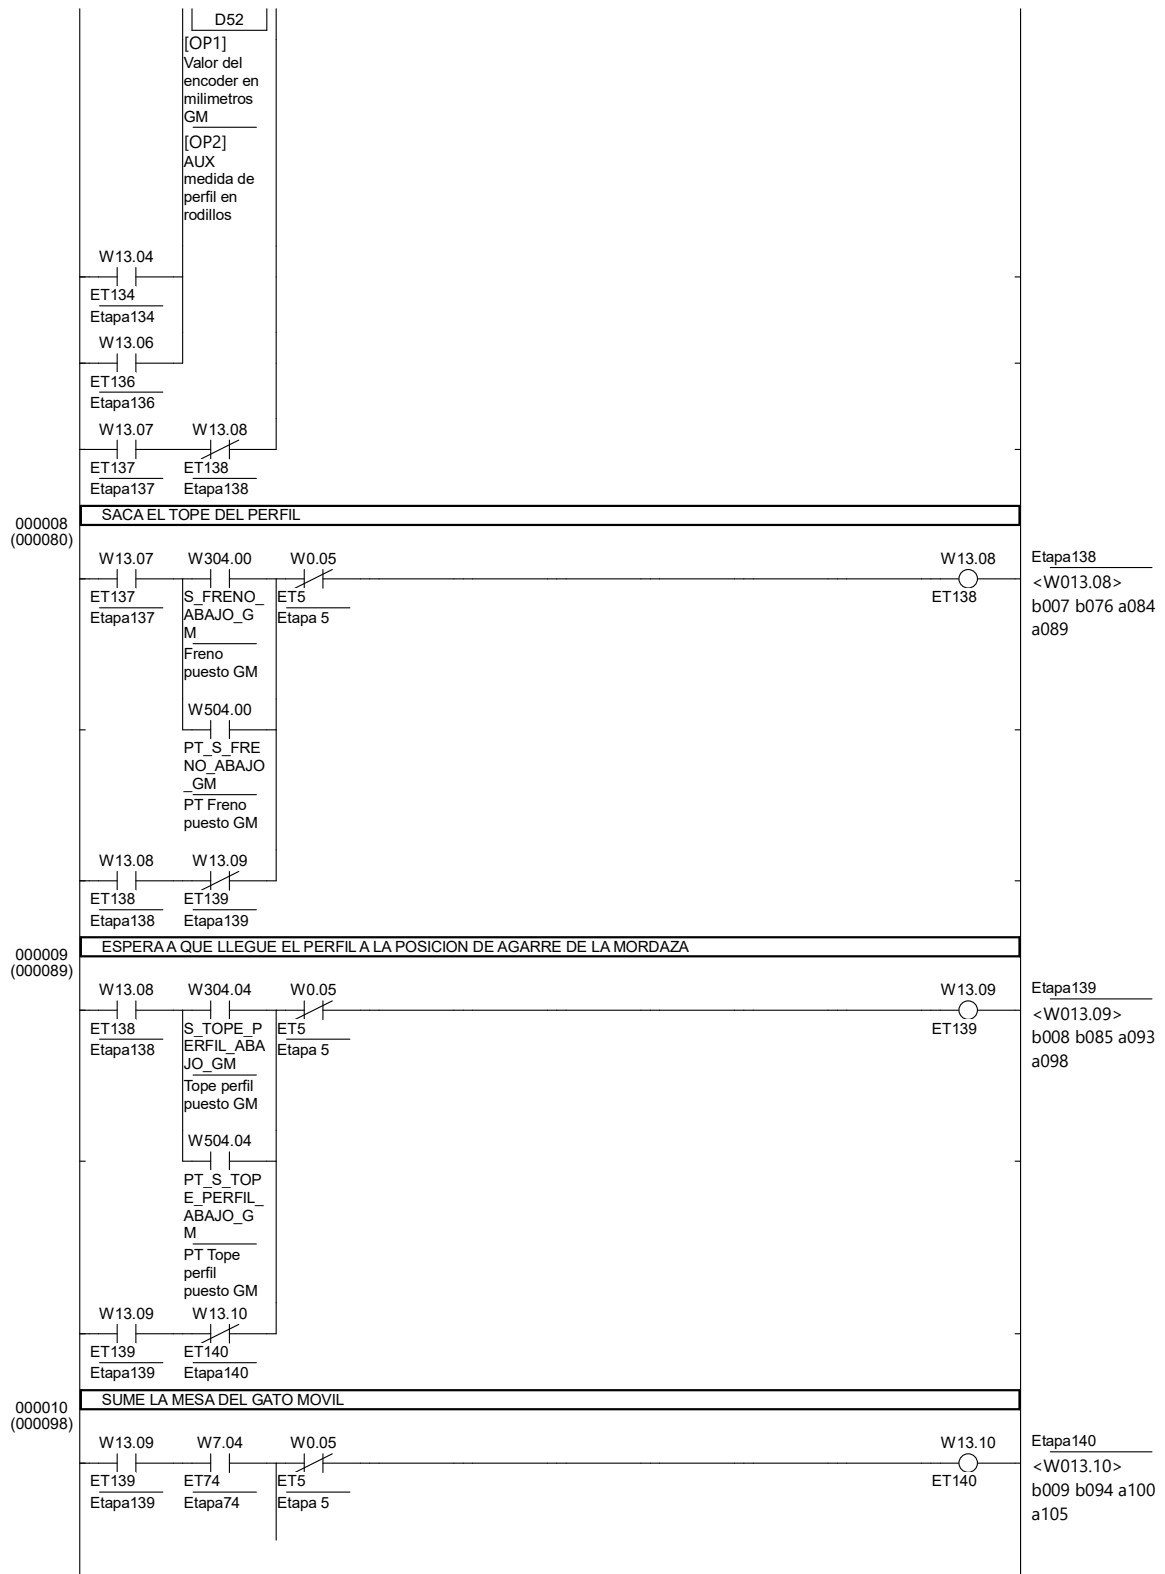 D52
[OP1]
Valor del
encoder en
milimetros
GM
[OP2]
AUX
medida de
perfil en
rodillos
W13.04
ET134
Etapa134
W13.06
ET136
Etapa136
W13.07 W13.08
ET137 ET138
Etapa137 Etapa138
000008
(000080)
SACA EL TOPE DEL PERFIL
W13.07 W304.00 W0.05 W13.08
ET137
Etapa137
S_FRENO_
ABAJO_G
M
Freno
puesto GM
ET5
Etapa 5
ET138
Etapa138
<W013.08>
b007 b076 a084
a089
W504.00
PT_S_FRE
NO_ABAJO
_GM
PT Freno
puesto GM
W13.08 W13.09
ET138 ET139
Etapa138 Etapa139
000009
(000089)
ESPERA A QUE LLEGUE EL PERFIL A LA POSICION DE AGARRE DE LA MORDAZA
W13.08 W304.04 W0.05 W13.09
ET138
Etapa138
S_TOPE_P
ERFIL_ABA
JO_GM
Tope perfil
puesto GM
ET5
Etapa 5
ET139
Etapa139
<W013.09>
b008 b085 a093
a098
W504.04
PT_S_TOP
E_PERFIL_
ABAJO_G
M
PT Tope
perfil
puesto GM
W13.09 W13.10
ET139 ET140
Etapa139 Etapa140
000010
(000098)
SUME LA MESA DEL GATO MOVIL
W13.09 W7.04 W0.05 W13.10
ET139 ET74 ET5 ET140
Etapa139 Etapa74 Etapa 5
Etapa140
<W013.10>
b009 b094 a100
a105